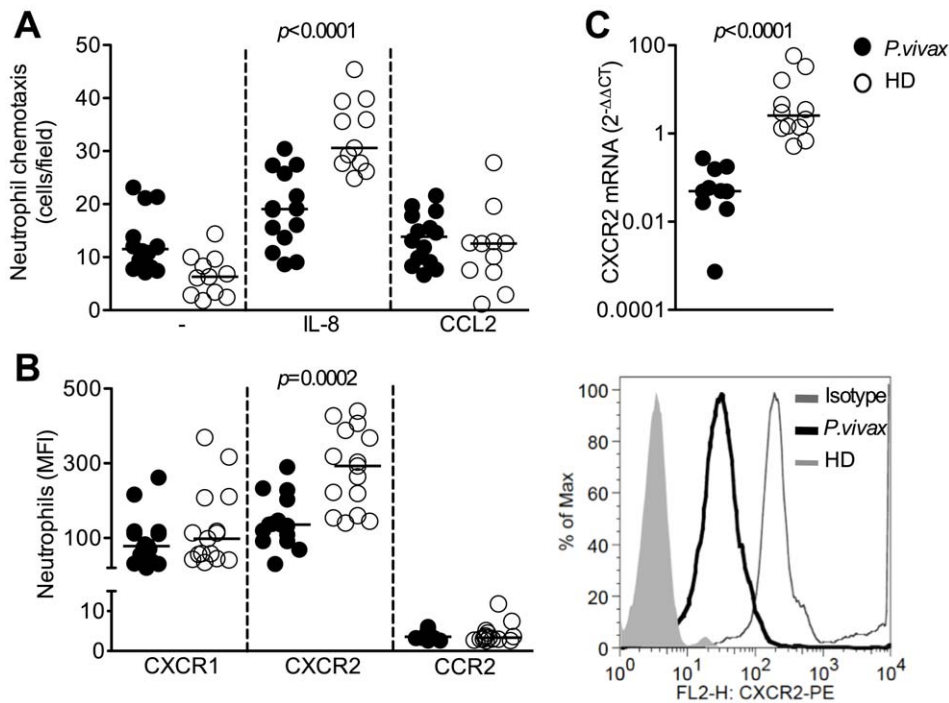 A
Neutrophil chemotaxis
(cells/field)
p<0.0001
50
40
30
20
10
0
-
IL-8
CCL2
C
CXCR2 mRNA (2-ΔΔCT)
p<0.0001
100
1
0.01
0.0001
P.vivax
HD
B
Neutrophils (MFI)
p=0.0002
500
300
100
10
0
CXCR1
CXCR2
CCR2
% of Max
100
80
60
40
20
0
Isotype
P.vivax
HD
10^0
10^1
10^2
10^3
10^4
FL2-H: CXCR2-PE